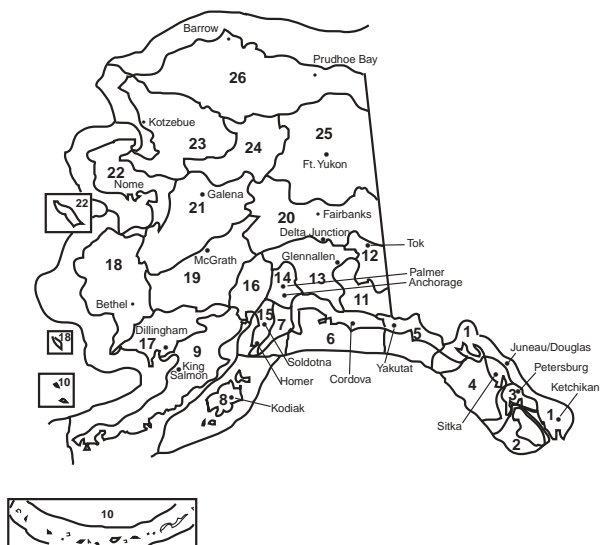 Barrow
Prudhoe Bay
26
Kotzebue
23
24
25
Ft. Yukon
22
Nome
22
Galena
21
20
Fairbanks
Delta Junction
Tok
12
18
McGrath
Glennallen
19
16
14
13
Palmer
Anchorage
11
Bethel
15
Dillingham
17
9
7
6
5
1
18
King
Salmon
Soldotna
Homer
Cordova
Yakutat
Juneau/Douglas
Petersburg
Ketchikan
4
3
1
10
8
Kodiak
Sitka
2
10